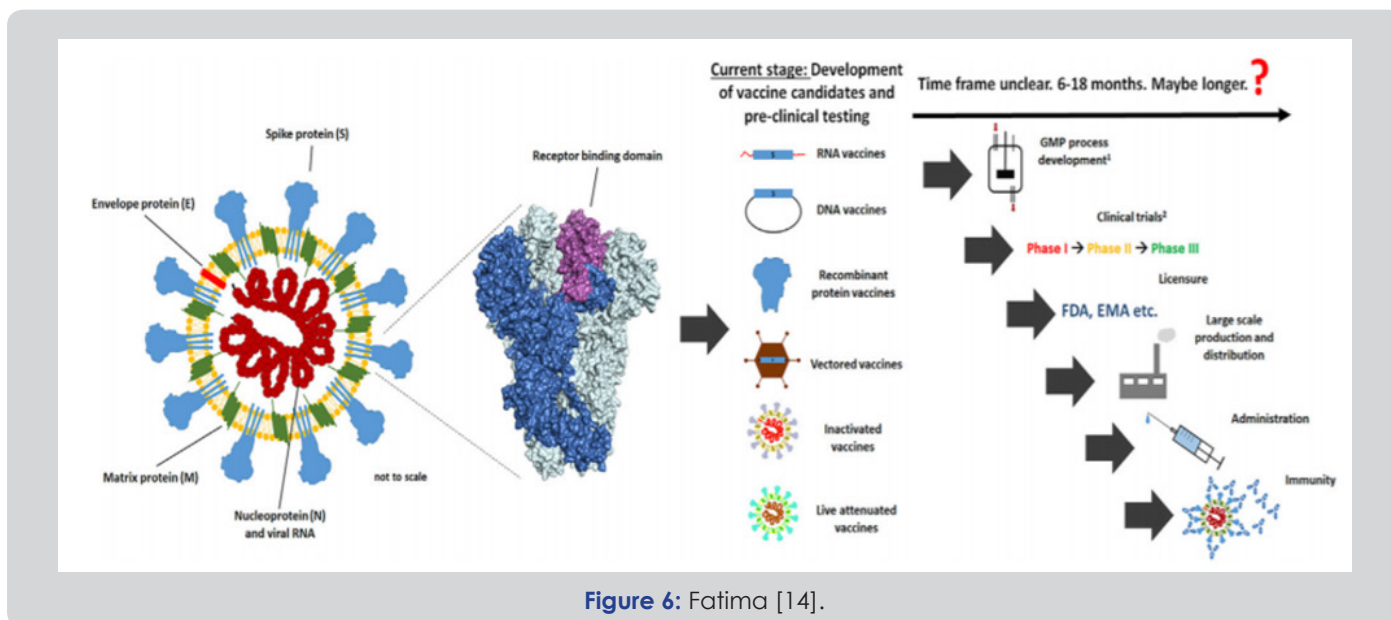 Spike protein (S)
Envelope protein (E)
Matrix protein (M)
Nucleoprotein (N)
and viral RNA
not to scale
Receptor binding domain
Current stage: Development
of vaccine candidates and
pre-clinical testing
S
RNA vaccines
S
DNA vaccines
Recombinant
protein vaccines
Vectored vaccines
Inactivated
vaccines
Live attenuated
vaccines
Time frame unclear. 6-18 months. Maybe longer. ?
GMP process
development¹
Clinical trials²
Phase I → Phase II → Phase III
Licensure
FDA, EMA etc.
Large scale
production and
distribution
Administration
Immunity
Figure 6: Fatima [14].